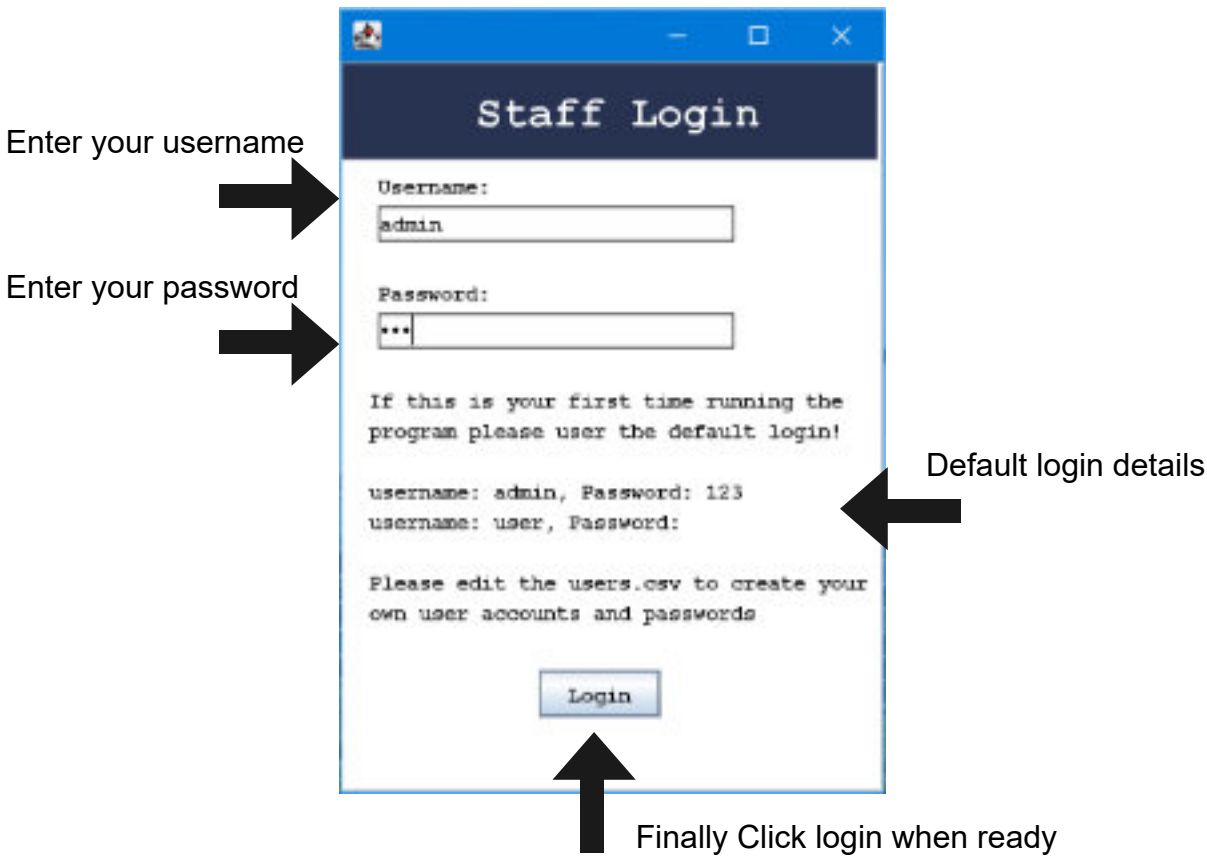 Staff Login
Enter your username
Username:
admin
Enter your password
Password:
•••
If this is your first time running the
program please user the default login!
Default login details
username: admin, Password: 123
username: user, Password:
Please edit the users.csv to create your
own user accounts and passwords
Login
Finally Click login when ready